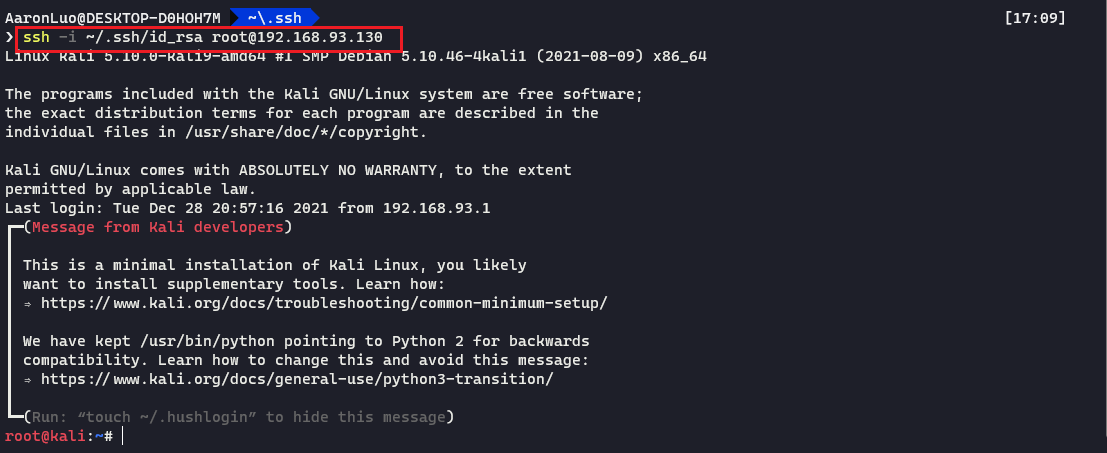 AaronLuo@DESKTOP-D0HOH7M ~\.ssh [17:09]
❯ ssh -i ~/.ssh/id_rsa root@192.168.93.130
Linux kali 5.10.0-kali9-amd64 #1 SMP Debian 5.10.46-4kali1 (2021-08-09) x86_64
The programs included with the Kali GNU/Linux system are free software;
the exact distribution terms for each program are described in the
individual files in /usr/share/doc/*/copyright.
Kali GNU/Linux comes with ABSOLUTELY NO WARRANTY, to the extent
permitted by applicable law.
Last login: Tue Dec 28 20:57:16 2021 from 192.168.93.1
(Message from Kali developers)
This is a minimal installation of Kali Linux, you likely
want to install supplementary tools. Learn how:
⇒ https://www.kali.org/docs/troubleshooting/common-minimum-setup/
We have kept /usr/bin/python pointing to Python 2 for backwards
compatibility. Learn how to change this and avoid this message:
⇒ https://www.kali.org/docs/general-use/python3-transition/
(Run: “touch ~/.hushlogin” to hide this message)
root@kali:~#